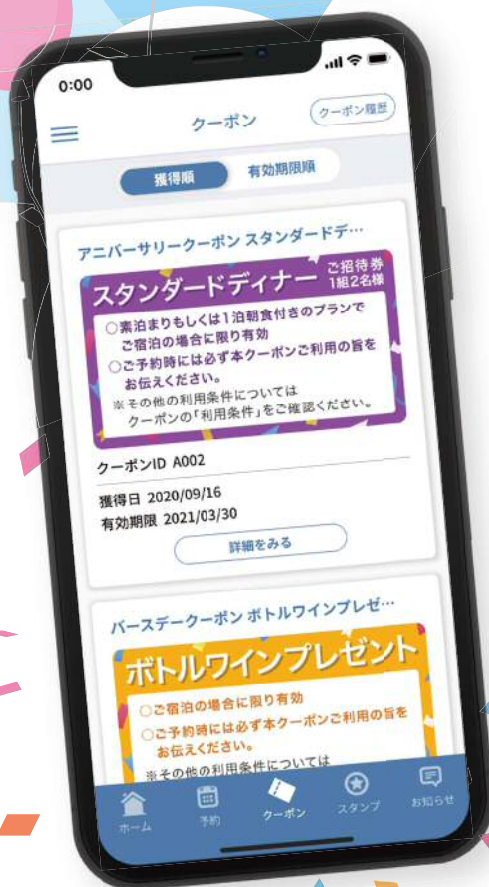 0:00
クーポン
クーポン履歴
獲得順
有効期限順
アニバーサリークーポン スタンダードデ…
スタンダードディナー
ご招待券
1組2名様
○素泊まりもしくは1泊朝食付きのプランで
ご宿泊の場合に限り有効
○ご予約時には必ず本クーポンご利用の旨を
お伝えください。
※その他の利用条件については
クーポンの「利用条件」をご確認ください。
クーポンID A002
獲得日 2020/09/16
有効期限 2021/03/30
詳細をみる
バースデークーポン ボトルワインプレゼ…
ボトルワインプレゼント
○ご宿泊の場合に限り有効
○ご予約時には必ず本クーポンご利用の旨を
お伝えください。
※その他の利用条件については
ホーム
予約
クーポン
スタンプ
お知らせ